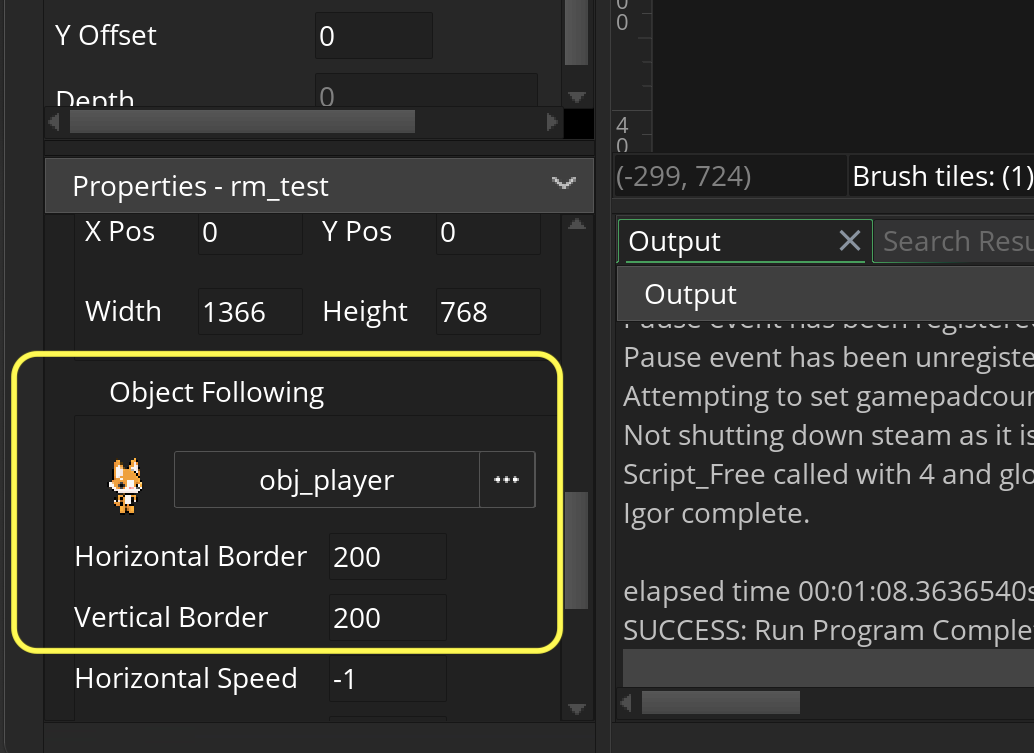 Y Offset 0
Depth 0
Properties - rm_test
X Pos 0 Y Pos 0
Width 1366 Height 768
Object Following
obj_player ...
Horizontal Border 200
Vertical Border 200
Horizontal Speed -1
0
0
4
0
(-299, 724) Brush tiles: (1)
Output Search Resu
Output
Pause event has been registere
Pause event has been unregiste
Attempting to set gamepadcour
Not shutting down steam as it is
Script_Free called with 4 and glo
Igor complete.
elapsed time 00:01:08.3636540s
SUCCESS: Run Program Comple